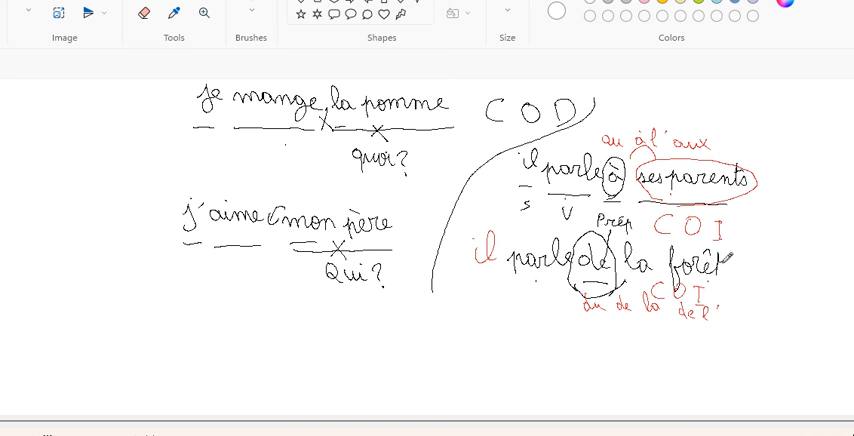 Image
Tools
Brushes
Shapes
Size
Colors
je mange la pomme
quoi?
COD
j'aime mon père
Qui?
au à l' aux
il parle à ses parents
S V Prép COI
il parle de la forêt
COI
du de la de l'